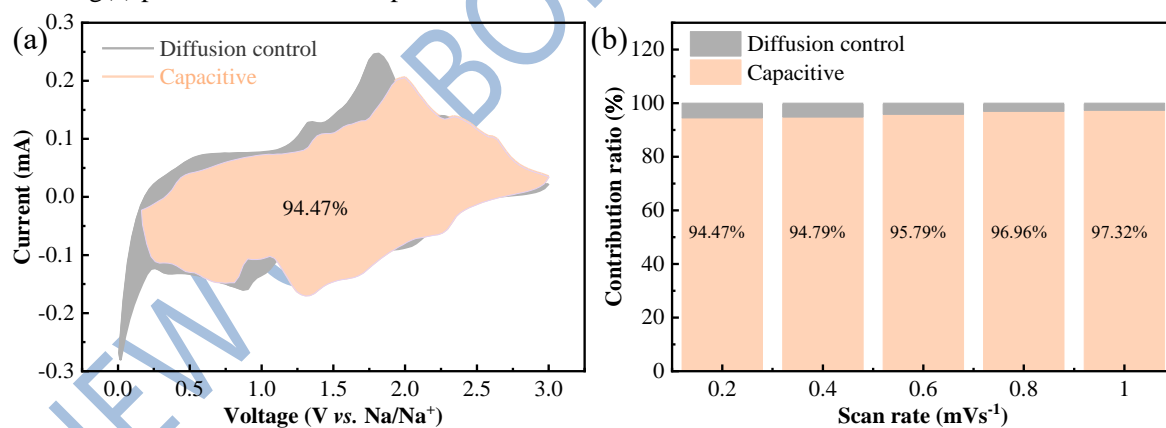 (a)
Diffusion control
Capacitive
94.47%
Current (mA)
0.3
0.2
0.1
0.0
-0.1
-0.2
-0.3
0.0 0.5 1.0 1.5 2.0 2.5 3.0
Voltage (V vs. Na/Na⁺)
(b)
Diffusion control
Capacitive
Contribution ratio (%)
120
100
80
60
40
20
0
94.47% 94.79% 95.79% 96.96% 97.32%
0.2 0.4 0.6 0.8 1
Scan rate (mVs⁻¹)